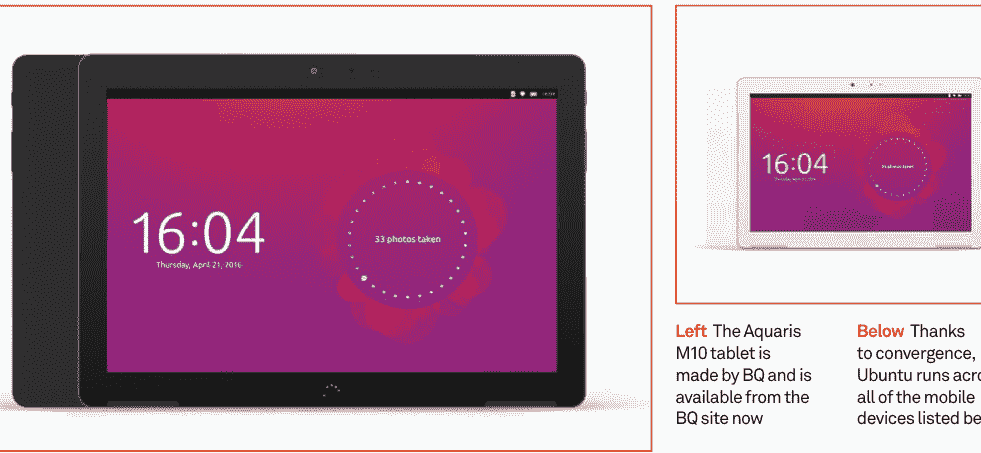 16:04
Thursday, April 21, 2016
33 photos taken
16:04
Left The Aquaris
M10 tablet is
made by BQ and is
available from the
BQ site now
Below Thanks
to convergence,
Ubuntu runs acro
all of the mobile
devices listed be